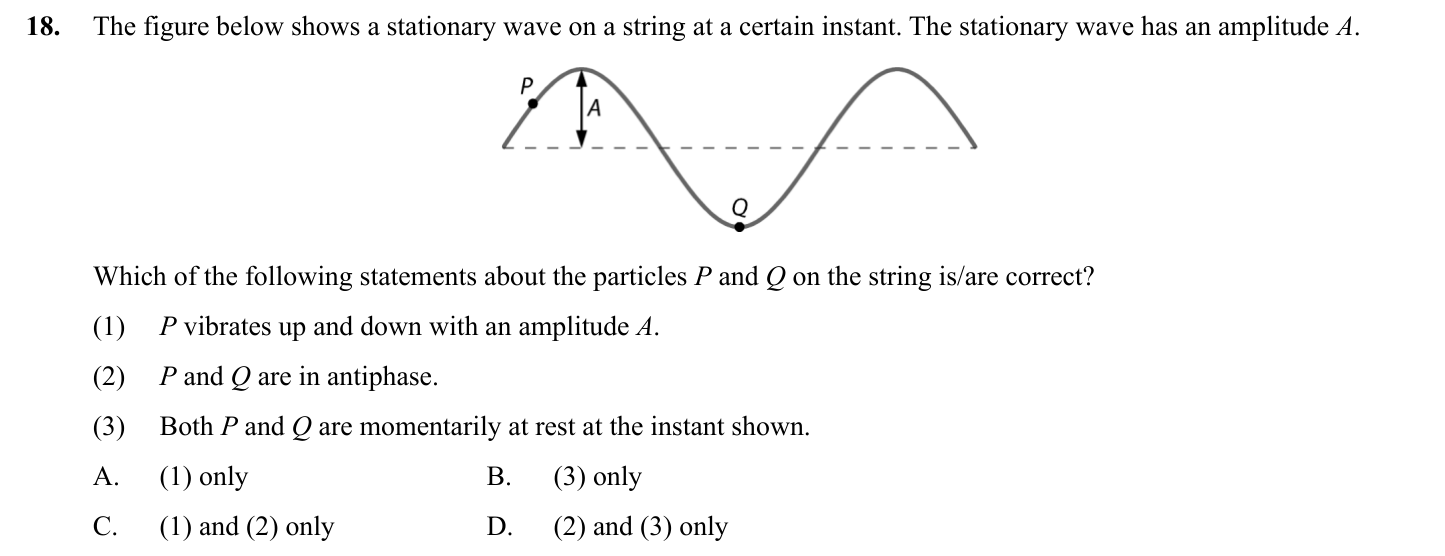 18. The figure below shows a stationary wave on a string at a certain instant. The stationary wave has an amplitude A.
P
A
Q
Which of the following statements about the particles P and Q on the string is/are correct?
(1) P vibrates up and down with an amplitude A.
(2) P and Q are in antiphase.
(3) Both P and Q are momentarily at rest at the instant shown.
A. (1) only B. (3) only
C. (1) and (2) only D. (2) and (3) only